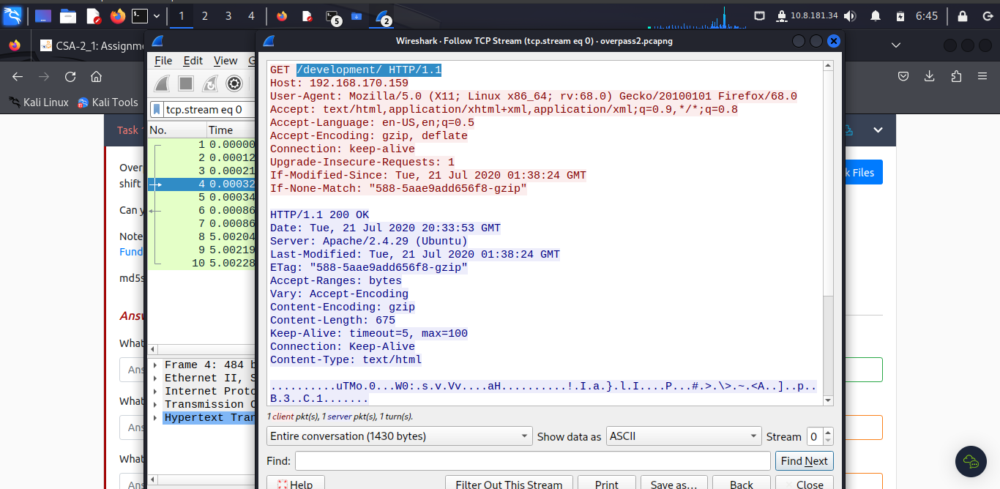 1 2 3 4 5 2 10.8.181.34 6:45
CSA-2_1: Assignme
Wireshark · Follow TCP Stream (tcp.stream eq 0) · overpass2.pcapng
File Edit View G
Kali Linux Kali Tools
tcp.stream eq 0
No. Time
1 0.00000
2 0.00012
3 0.00021
4 0.00032
5 0.00034
6 0.00086
7 0.00086
8 5.00204
9 5.00219
10 5.00228
Frame 4: 484 b
Ethernet II, S
Internet Proto
Transmission C
Hypertext Tran
Task
Over
shift
Can y
Note
Fund
md5s
Answ
What
Ans
What
Ans
What
Ans
k Files
GET /development/ HTTP/1.1
Host: 192.168.170.159
User-Agent: Mozilla/5.0 (X11; Linux x86_64; rv:68.0) Gecko/20100101 Firefox/68.0
Accept: text/html,application/xhtml+xml,application/xml;q=0.9,*/*;q=0.8
Accept-Language: en-US,en;q=0.5
Accept-Encoding: gzip, deflate
Connection: keep-alive
Upgrade-Insecure-Requests: 1
If-Modified-Since: Tue, 21 Jul 2020 01:38:24 GMT
If-None-Match: "588-5aae9add656f8-gzip"
HTTP/1.1 200 OK
Date: Tue, 21 Jul 2020 20:33:53 GMT
Server: Apache/2.4.29 (Ubuntu)
Last-Modified: Tue, 21 Jul 2020 01:38:24 GMT
ETag: "588-5aae9add656f8-gzip"
Accept-Ranges: bytes
Vary: Accept-Encoding
Content-Encoding: gzip
Content-Length: 675
Keep-Alive: timeout=5, max=100
Connection: Keep-Alive
Content-Type: text/html
..........uTMo.0...W0:.s.v.Vv....aH..........!.I.a.}.l.I....P...#.>.\>.~.<A..]..p..
B.3..C.1.......
1 client pkt(s), 1 server pkt(s), 1 turn(s).
Entire conversation (1430 bytes) Show data as ASCII Stream 0
Find: Find Next
Help Filter Out This Stream Print Save as… Back Close